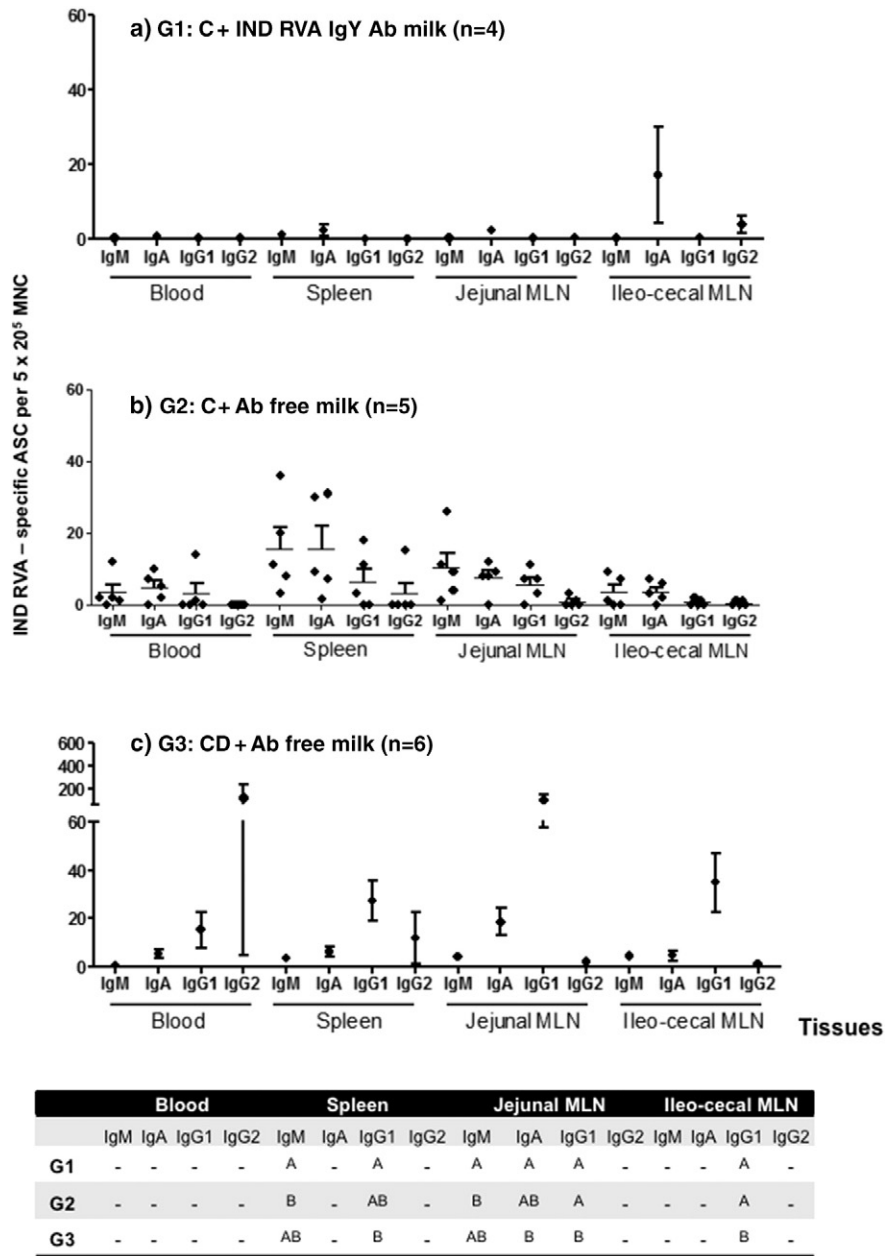 IND RVA – specific ASC per 5 x 20⁵ MNC
a) G1: C+ IND RVA IgY Ab milk (n=4)
60
40
20
0
IgM IgA IgG1 IgG2 IgM IgA IgG1 IgG2 IgM IgA IgG1 IgG2 IgM IgA IgG1 IgG2
Blood Spleen Jejunal MLN Ileo-cecal MLN
b) G2: C+ Ab free milk (n=5)
60
40
20
0
IgM IgA IgG1 IgG2 IgM IgA IgG1 IgG2 IgM IgA IgG1 IgG2 IgM IgA IgG1 IgG2
Blood Spleen Jejunal MLN Ileo-cecal MLN
c) G3: CD + Ab free milk (n=6)
600
400
200
60
40
20
0
IgM IgA IgG1 IgG2 IgM IgA IgG1 IgG2 IgM IgA IgG1 IgG2 IgM IgA IgG1 IgG2
Blood Spleen Jejunal MLN Ileo-cecal MLN
Tissues
Blood Spleen Jejunal MLN Ileo-cecal MLN
IgM IgA IgG1 IgG2 IgM IgA IgG1 IgG2 IgM IgA IgG1 IgG2 IgM IgA IgG1 IgG2
G1 - - - - A - A - A A A - - - A -
G2 - - - - B - AB - B AB A - - - A -
G3 - - - - AB - B - AB B B - - - B -